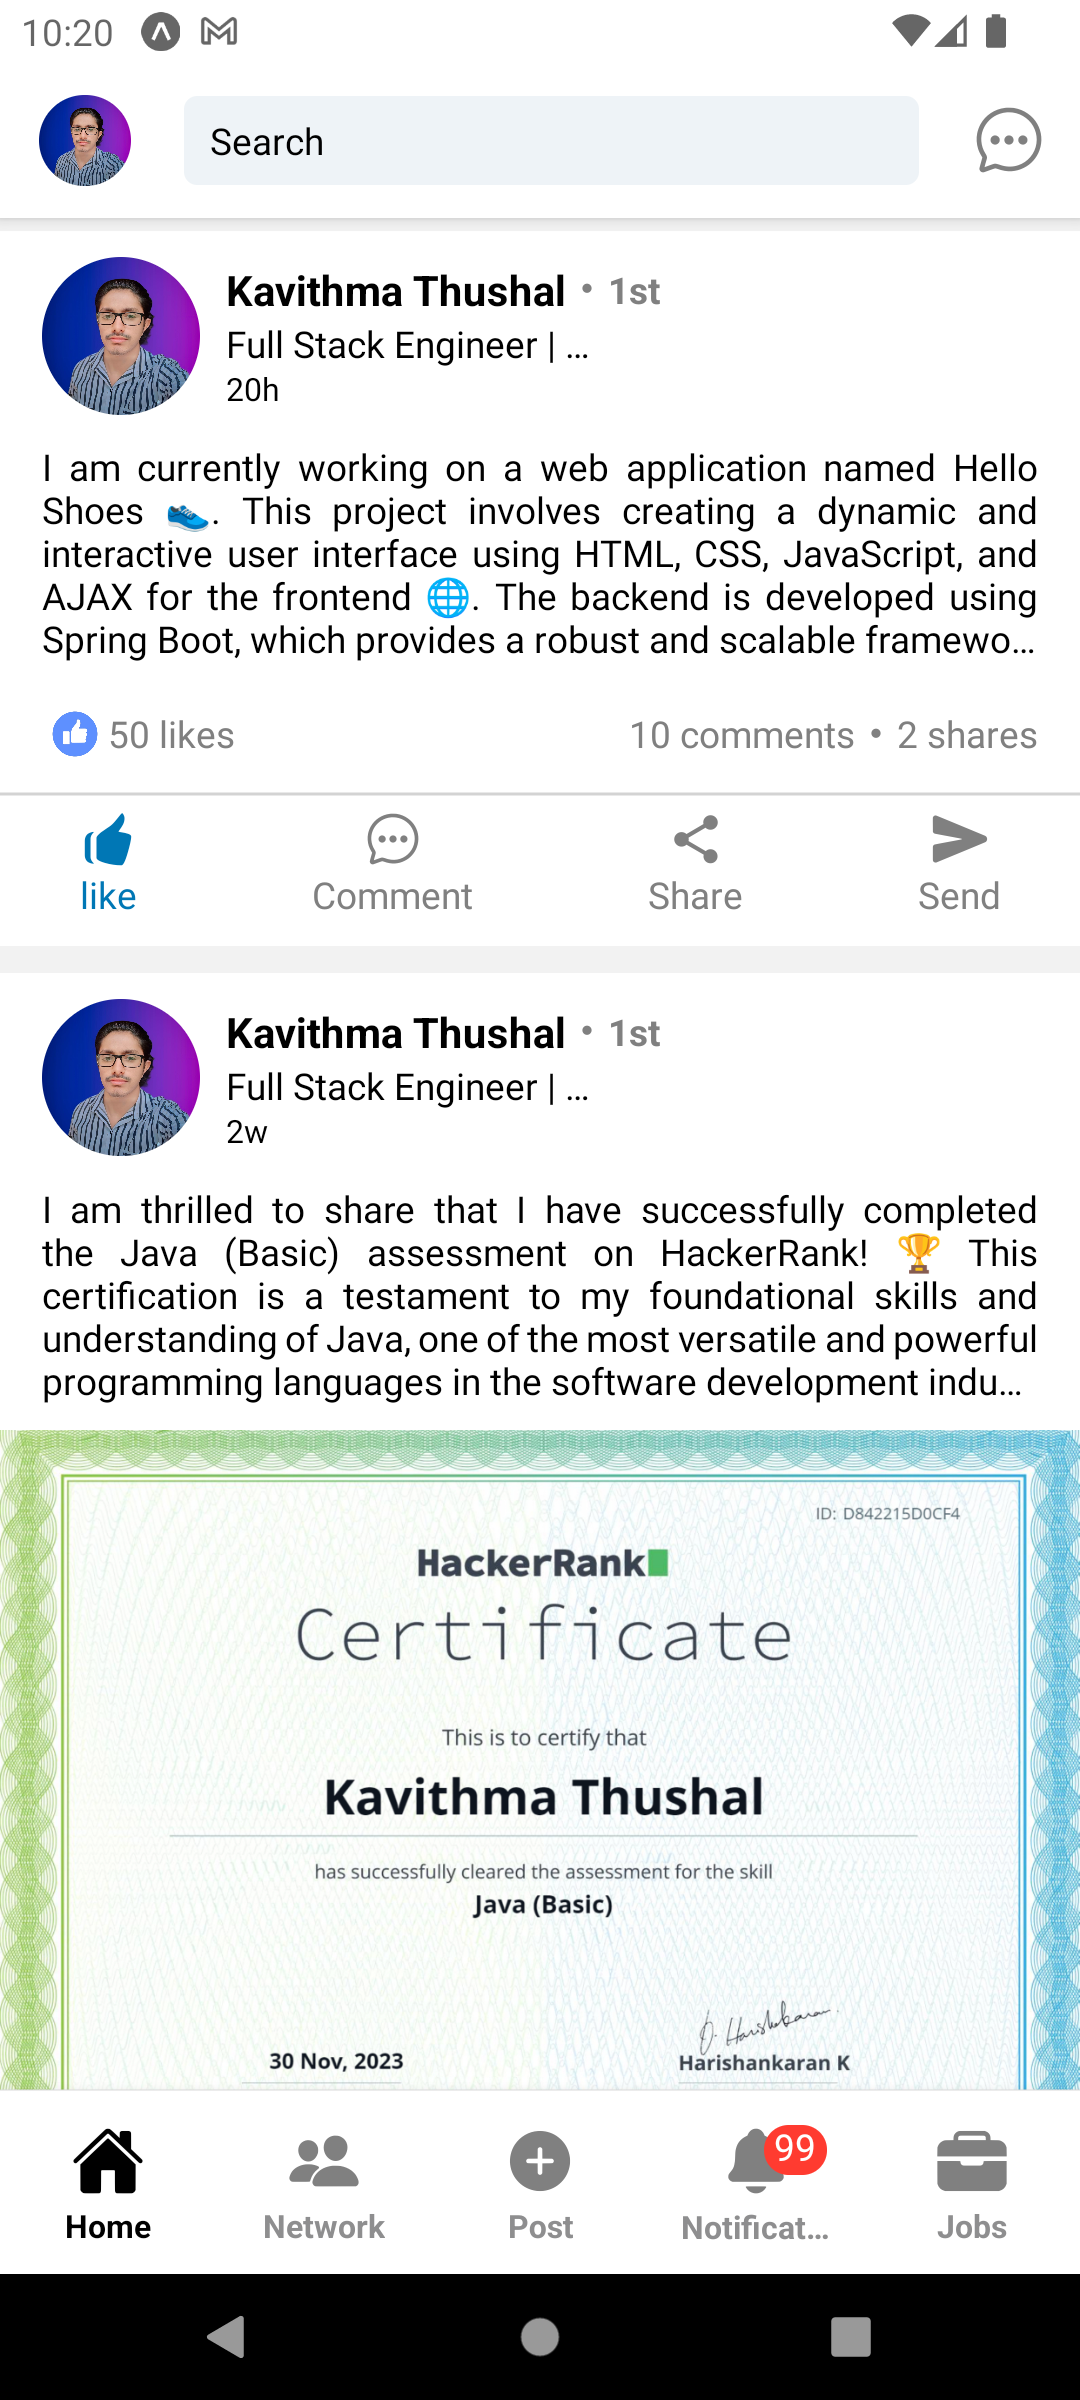 10:20
Search
Kavithma Thushal • 1st
Full Stack Engineer | ...
20h
I am currently working on a web application named Hello
Shoes 👟. This project involves creating a dynamic and
interactive user interface using HTML, CSS, JavaScript, and
AJAX for the frontend 🌐. The backend is developed using
Spring Boot, which provides a robust and scalable framewo...
50 likes
10 comments • 2 shares
like
Comment
Share
Send
Kavithma Thushal • 1st
Full Stack Engineer | ...
2w
I am thrilled to share that I have successfully completed
the Java (Basic) assessment on HackerRank! 🏆 This
certification is a testament to my foundational skills and
understanding of Java, one of the most versatile and powerful
programming languages in the software development indu...
ID: D842215D0CF4
HackerRank
Certificate
This is to certify that
Kavithma Thushal
has successfully cleared the assessment for the skill
Java (Basic)
30 Nov, 2023
Harishankaran K
99
Home
Network
Post
Notificat...
Jobs